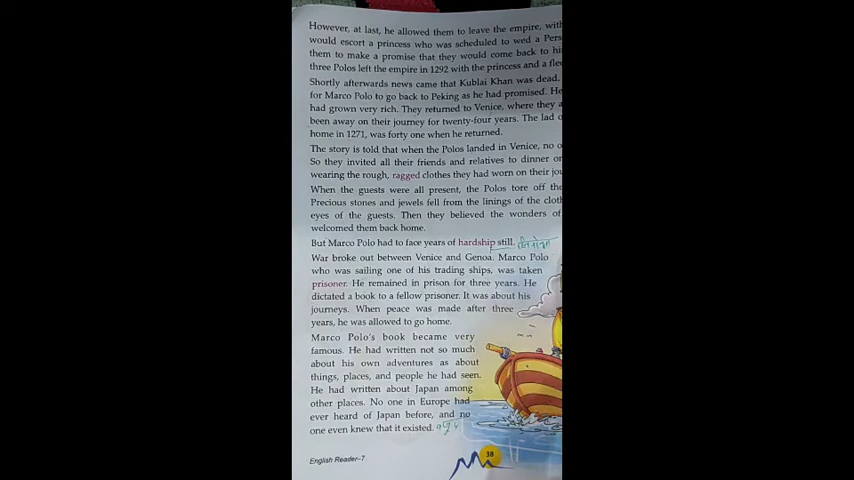 However, at last, he allowed them to leave the empire, with
would escort a princess who was scheduled to wed a Pers
them to make a promise that they would come back to hi
three Polos left the empire in 1292 with the princess and a flee
Shortly afterwards news came that Kublai Khan was dead.
for Marco Polo to go back to Peking as he had promised. He
had grown very rich. They returned to Venice, where they a
been away on their journey for twenty-four years. The lad o
home in 1271, was forty one when he returned.
The story is told that when the Polos landed in Venice, no o
So they invited all their friends and relatives to dinner or
wearing the rough, ragged clothes they had worn on their jou
When the guests were all present, the Polos tore off the
Precious stones and jewels fell from the linings of the cloth
eyes of the guests. Then they believed the wonders of
welcomed them back home.
But Marco Polo had to face years of hardship still.
War broke out between Venice and Genoa. Marco Polo
who was sailing one of his trading ships, was taken
prisoner. He remained in prison for three years. He
dictated a book to a fellow prisoner. It was about his
journeys. When peace was made after three
years, he was allowed to go home.
Marco Polo's book became very
famous. He had written not so much
about his own adventures as about
things, places, and people he had seen.
He had written about Japan among
other places. No one in Europe had
ever heard of Japan before, and no
one even knew that it existed.
English Reader-7
38